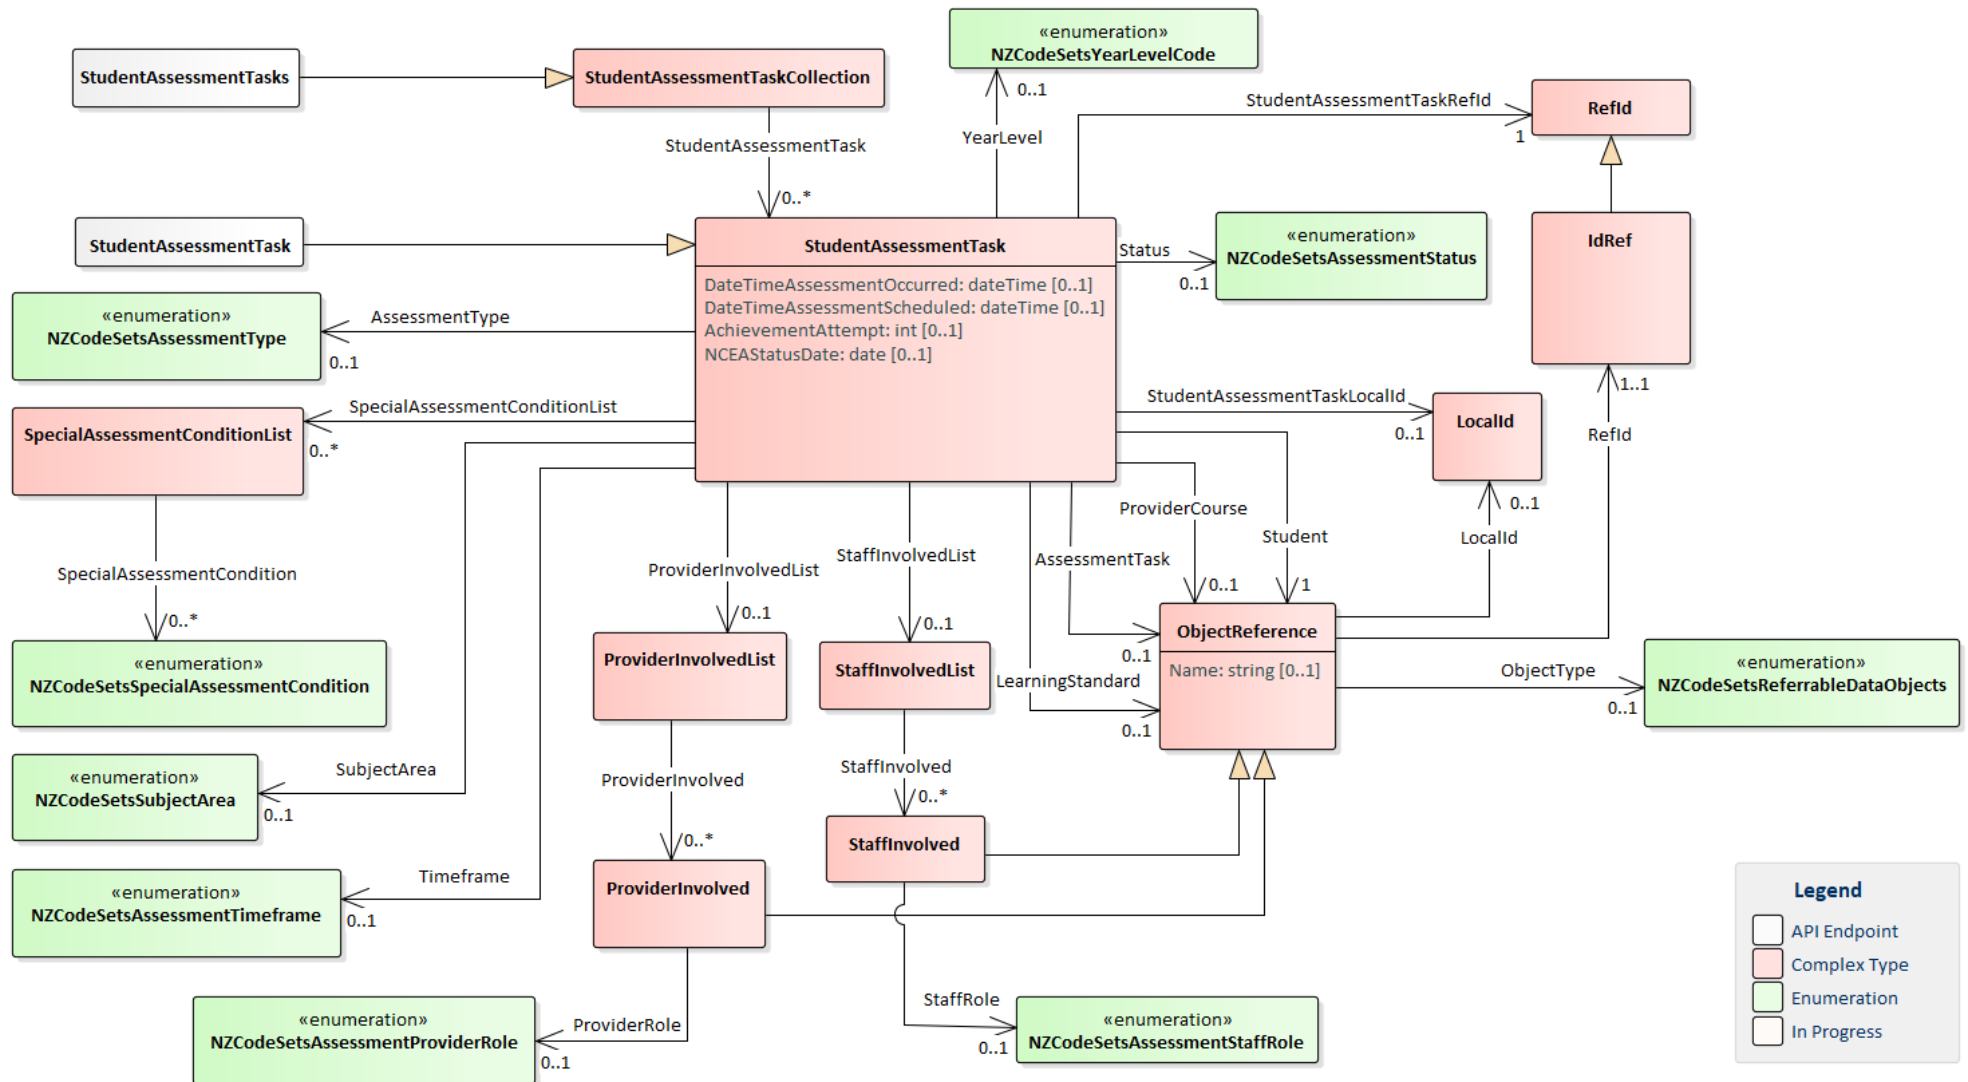 «enumeration»
NZCodeSetsYearLevelCode
StudentAssessmentTasks
StudentAssessmentTaskCollection
0..1
StudentAssessmentTaskRefId
RefId
1
YearLevel
StudentAssessmentTask
0..*
StudentAssessmentTask
StudentAssessmentTask
DateTimeAssessmentOccurred: dateTime [0..1]
DateTimeAssessmentScheduled: dateTime [0..1]
AchievementAttempt: int [0..1]
NCEAStatusDate: date [0..1]
Status
0..1
«enumeration»
NZCodeSetsAssessmentStatus
IdRef
«enumeration»
NZCodeSetsAssessmentType
AssessmentType
0..1
1..1
RefId
SpecialAssessmentConditionList
SpecialAssessmentConditionList
0..*
StudentAssessmentTaskLocalId
0..1
LocalId
0..1
LocalId
ProviderCourse
0..1
Student
1
AssessmentTask
0..1
LearningStandard
0..1
SpecialAssessmentCondition
0..*
ProviderInvolvedList
0..1
StaffInvolvedList
0..1
ObjectReference
Name: string [0..1]
ProviderInvolvedList
StaffInvolvedList
«enumeration»
NZCodeSetsSpecialAssessmentCondition
ObjectType
0..1
«enumeration»
NZCodeSetsReferrableDataObjects
«enumeration»
NZCodeSetsSubjectArea
SubjectArea
0..1
ProviderInvolved
0..*
StaffInvolved
0..*
StaffInvolved
ProviderInvolved
«enumeration»
NZCodeSetsAssessmentTimeframe
Timeframe
0..1
«enumeration»
NZCodeSetsAssessmentProviderRole
ProviderRole
0..1
StaffRole
0..1
«enumeration»
NZCodeSetsAssessmentStaffRole
Legend
API Endpoint
Complex Type
Enumeration
In Progress